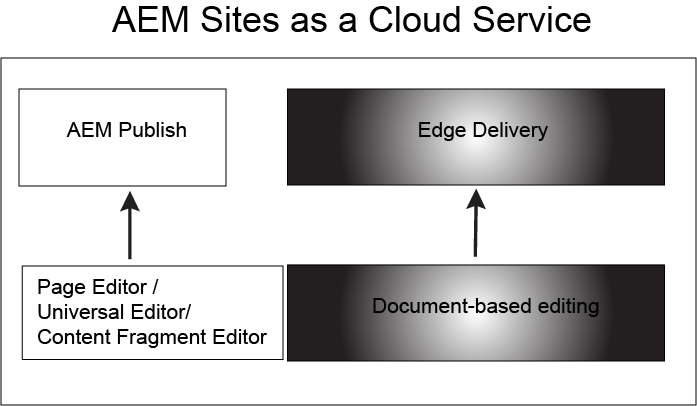 AEM Sites as a Cloud Service
AEM Publish
Edge Delivery
Page Editor /
Universal Editor/
Content Fragment Editor
Document-based editing